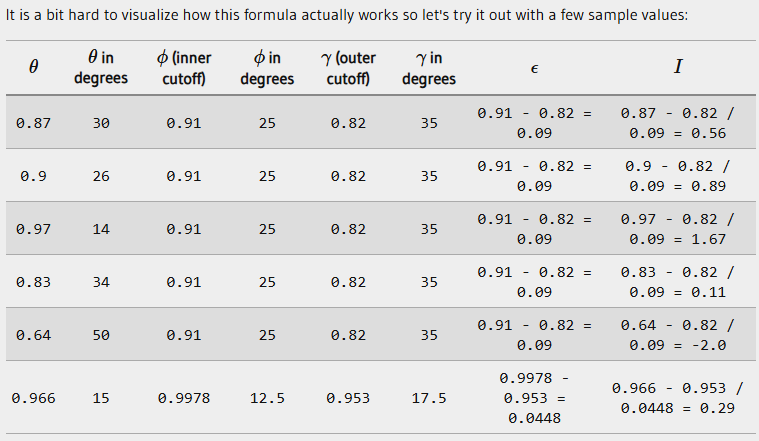 It is a bit hard to visualize how this formula actually works so let's try it out with a few sample values:
θ θ in degrees ϕ (inner cutoff) ϕ in degrees γ (outer cutoff) γ in degrees ϵ I
0.87 30 0.91 25 0.82 35 0.91 - 0.82 = 0.09 0.87 - 0.82 / 0.09 = 0.56
0.9 26 0.91 25 0.82 35 0.91 - 0.82 = 0.09 0.9 - 0.82 / 0.09 = 0.89
0.97 14 0.91 25 0.82 35 0.91 - 0.82 = 0.09 0.97 - 0.82 / 0.09 = 1.67
0.83 34 0.91 25 0.82 35 0.91 - 0.82 = 0.09 0.83 - 0.82 / 0.09 = 0.11
0.64 50 0.91 25 0.82 35 0.91 - 0.82 = 0.09 0.64 - 0.82 / 0.09 = -2.0
0.966 15 0.9978 12.5 0.953 17.5 0.9978 - 0.953 = 0.0448 0.966 - 0.953 / 0.0448 = 0.29